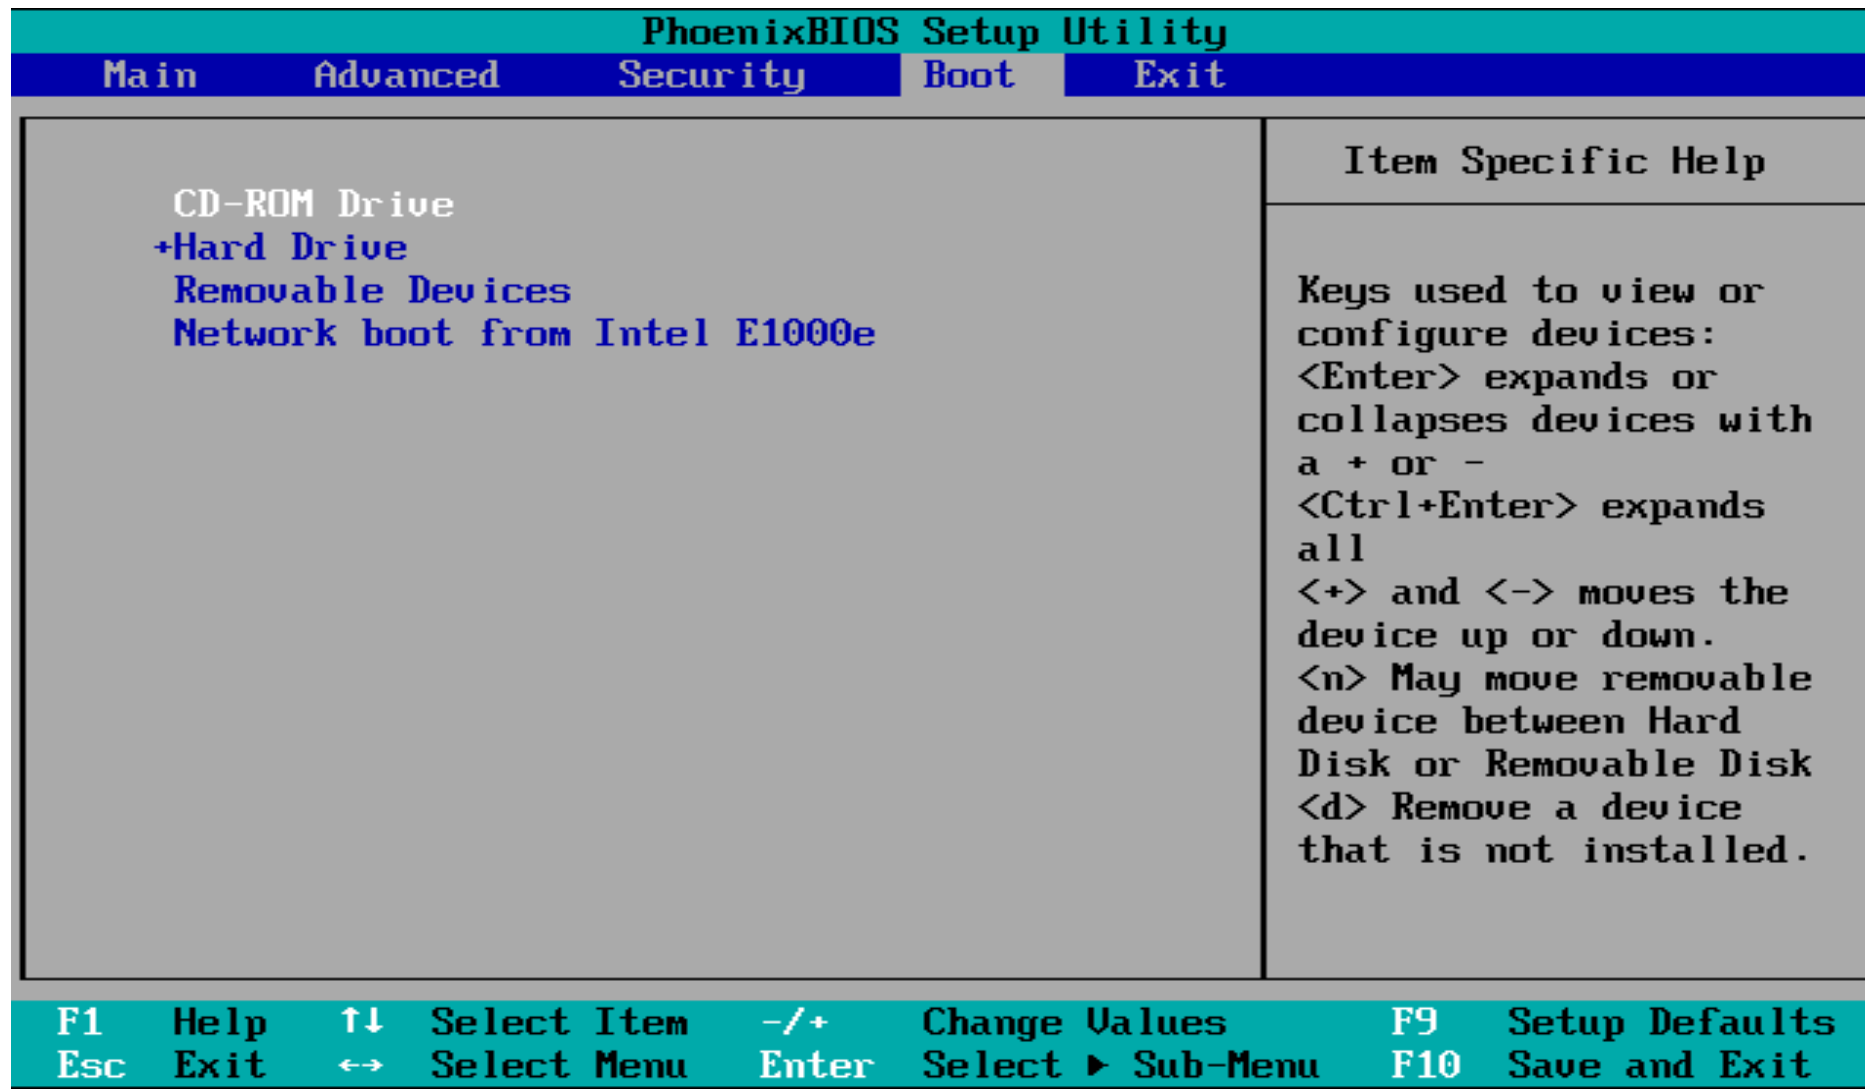 PhoenixBIOS Setup Utility
Main Advanced Security Boot Exit
CD-ROM Drive
+Hard Drive
Removable Devices
Network boot from Intel E1000e
Item Specific Help
Keys used to view or
configure devices:
<Enter> expands or
collapses devices with
a + or -
<Ctrl+Enter> expands
all
<+> and <-> moves the
device up or down.
<n> May move removable
device between Hard
Disk or Removable Disk
<d> Remove a device
that is not installed.
F1 Help ↑↓ Select Item -/+ Change Values F9 Setup Defaults
Esc Exit ↔ Select Menu Enter Select ▶ Sub-Menu F10 Save and Exit